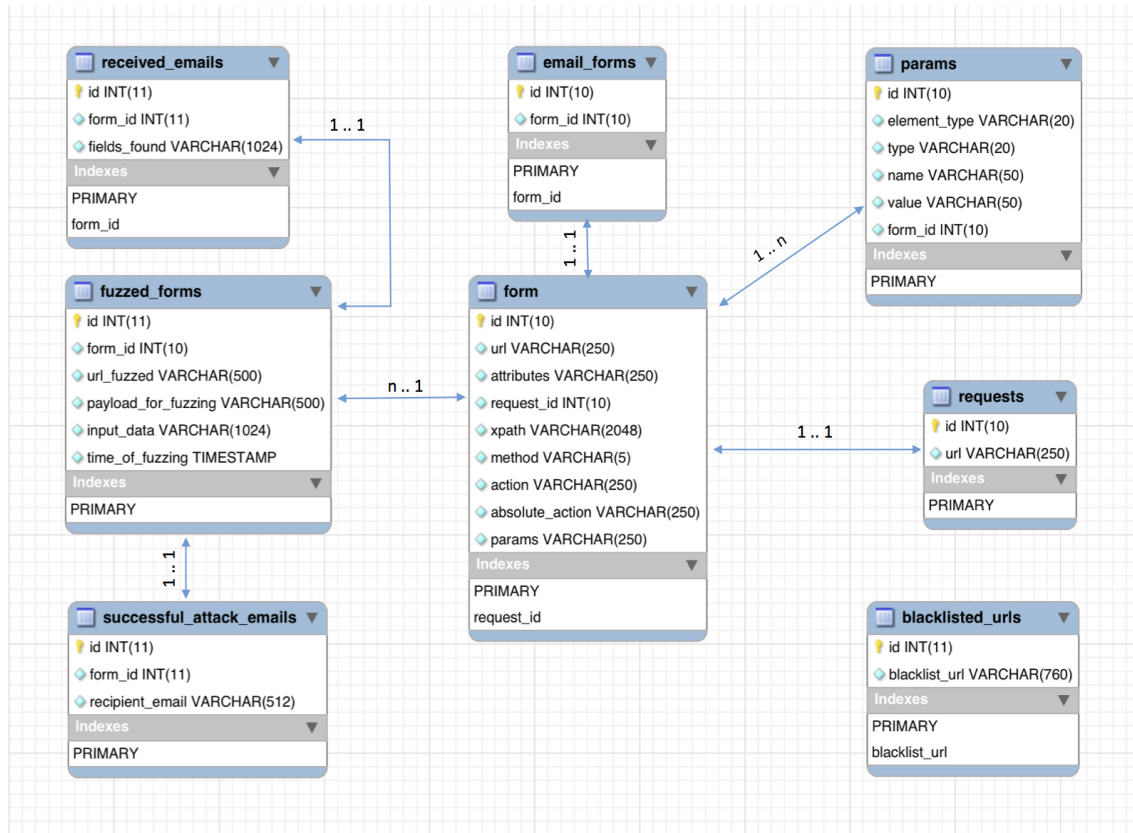 received_emails
id INT(11)
form_id INT(11)
fields_found VARCHAR(1024)
Indexes
PRIMARY
form_id
1 .. 1
email_forms
id INT(10)
form_id INT(10)
Indexes
PRIMARY
form_id
1 .. 1
params
id INT(10)
element_type VARCHAR(20)
type VARCHAR(20)
name VARCHAR(50)
value VARCHAR(50)
form_id INT(10)
Indexes
PRIMARY
1 .. n
fuzzed_forms
id INT(11)
form_id INT(10)
url_fuzzed VARCHAR(500)
payload_for_fuzzing VARCHAR(500)
input_data VARCHAR(1024)
time_of_fuzzing TIMESTAMP
Indexes
PRIMARY
n .. 1
form
id INT(10)
url VARCHAR(250)
attributes VARCHAR(250)
request_id INT(10)
xpath VARCHAR(2048)
method VARCHAR(5)
action VARCHAR(250)
absolute_action VARCHAR(250)
params VARCHAR(250)
Indexes
PRIMARY
request_id
1 .. 1
requests
id INT(10)
url VARCHAR(250)
Indexes
PRIMARY
1 .. 1
successful_attack_emails
id INT(11)
form_id INT(11)
recipient_email VARCHAR(512)
Indexes
PRIMARY
blacklisted_urls
id INT(11)
blacklist_url VARCHAR(760)
Indexes
PRIMARY
blacklist_url